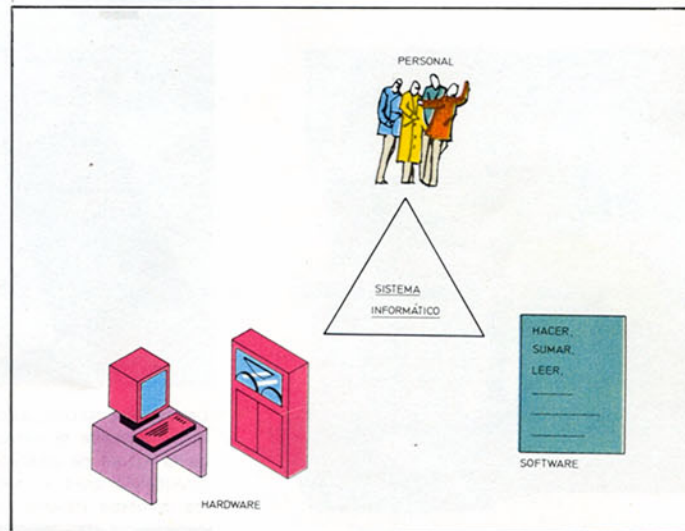 PERSONAL
SISTEMA
INFORMÁTICO
HACER,
SUMAR,
LEER,
SOFTWARE
HARDWARE